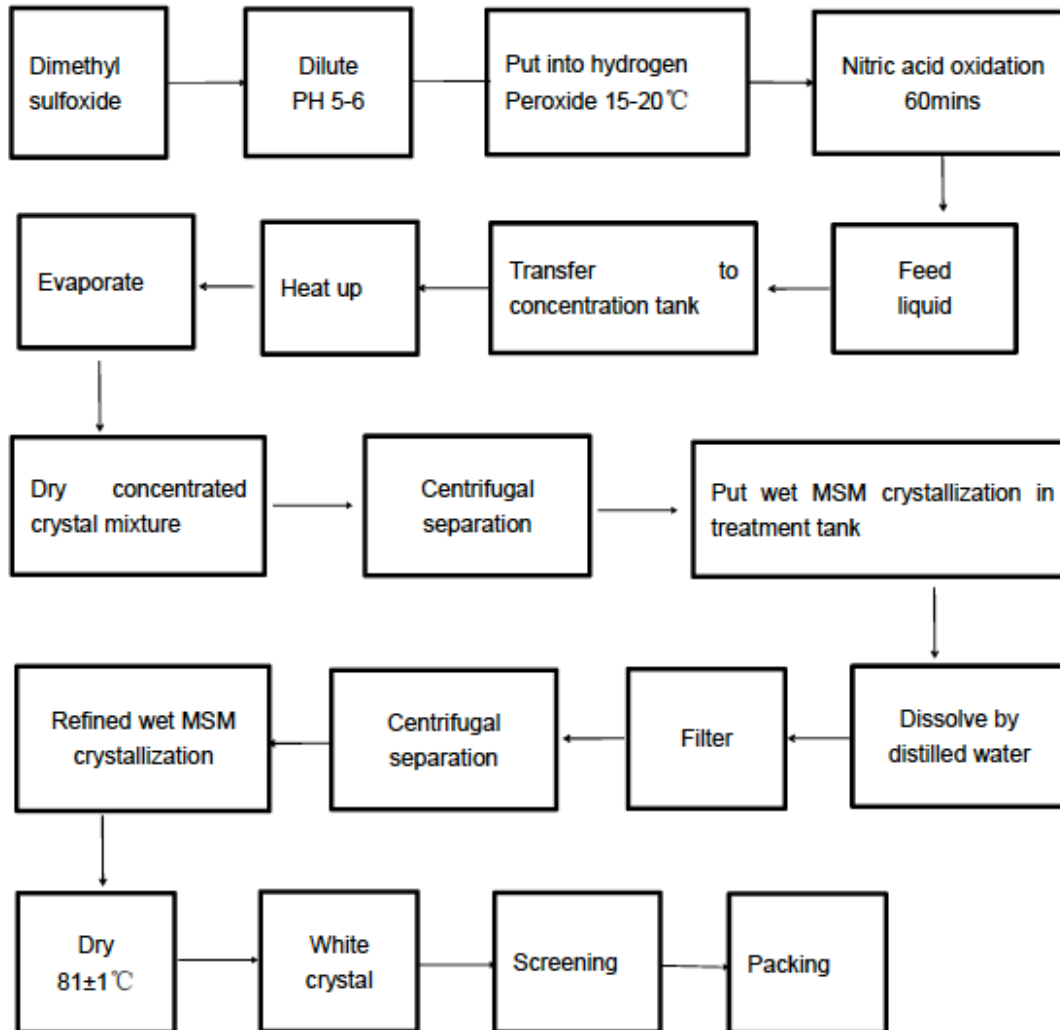 Dimethyl
sulfoxide
Dilute
PH 5-6
Put into hydrogen
Peroxide 15-20℃
Nitric acid oxidation
60mins
Feed
liquid
Transfer to
concentration tank
Heat up
Evaporate
Dry concentrated
crystal mixture
Centrifugal
separation
Put wet MSM crystallization in
treatment tank
Dissolve by
distilled water
Filter
Centrifugal
separation
Refined wet MSM
crystallization
Dry
81±1℃
White
crystal
Screening
Packing